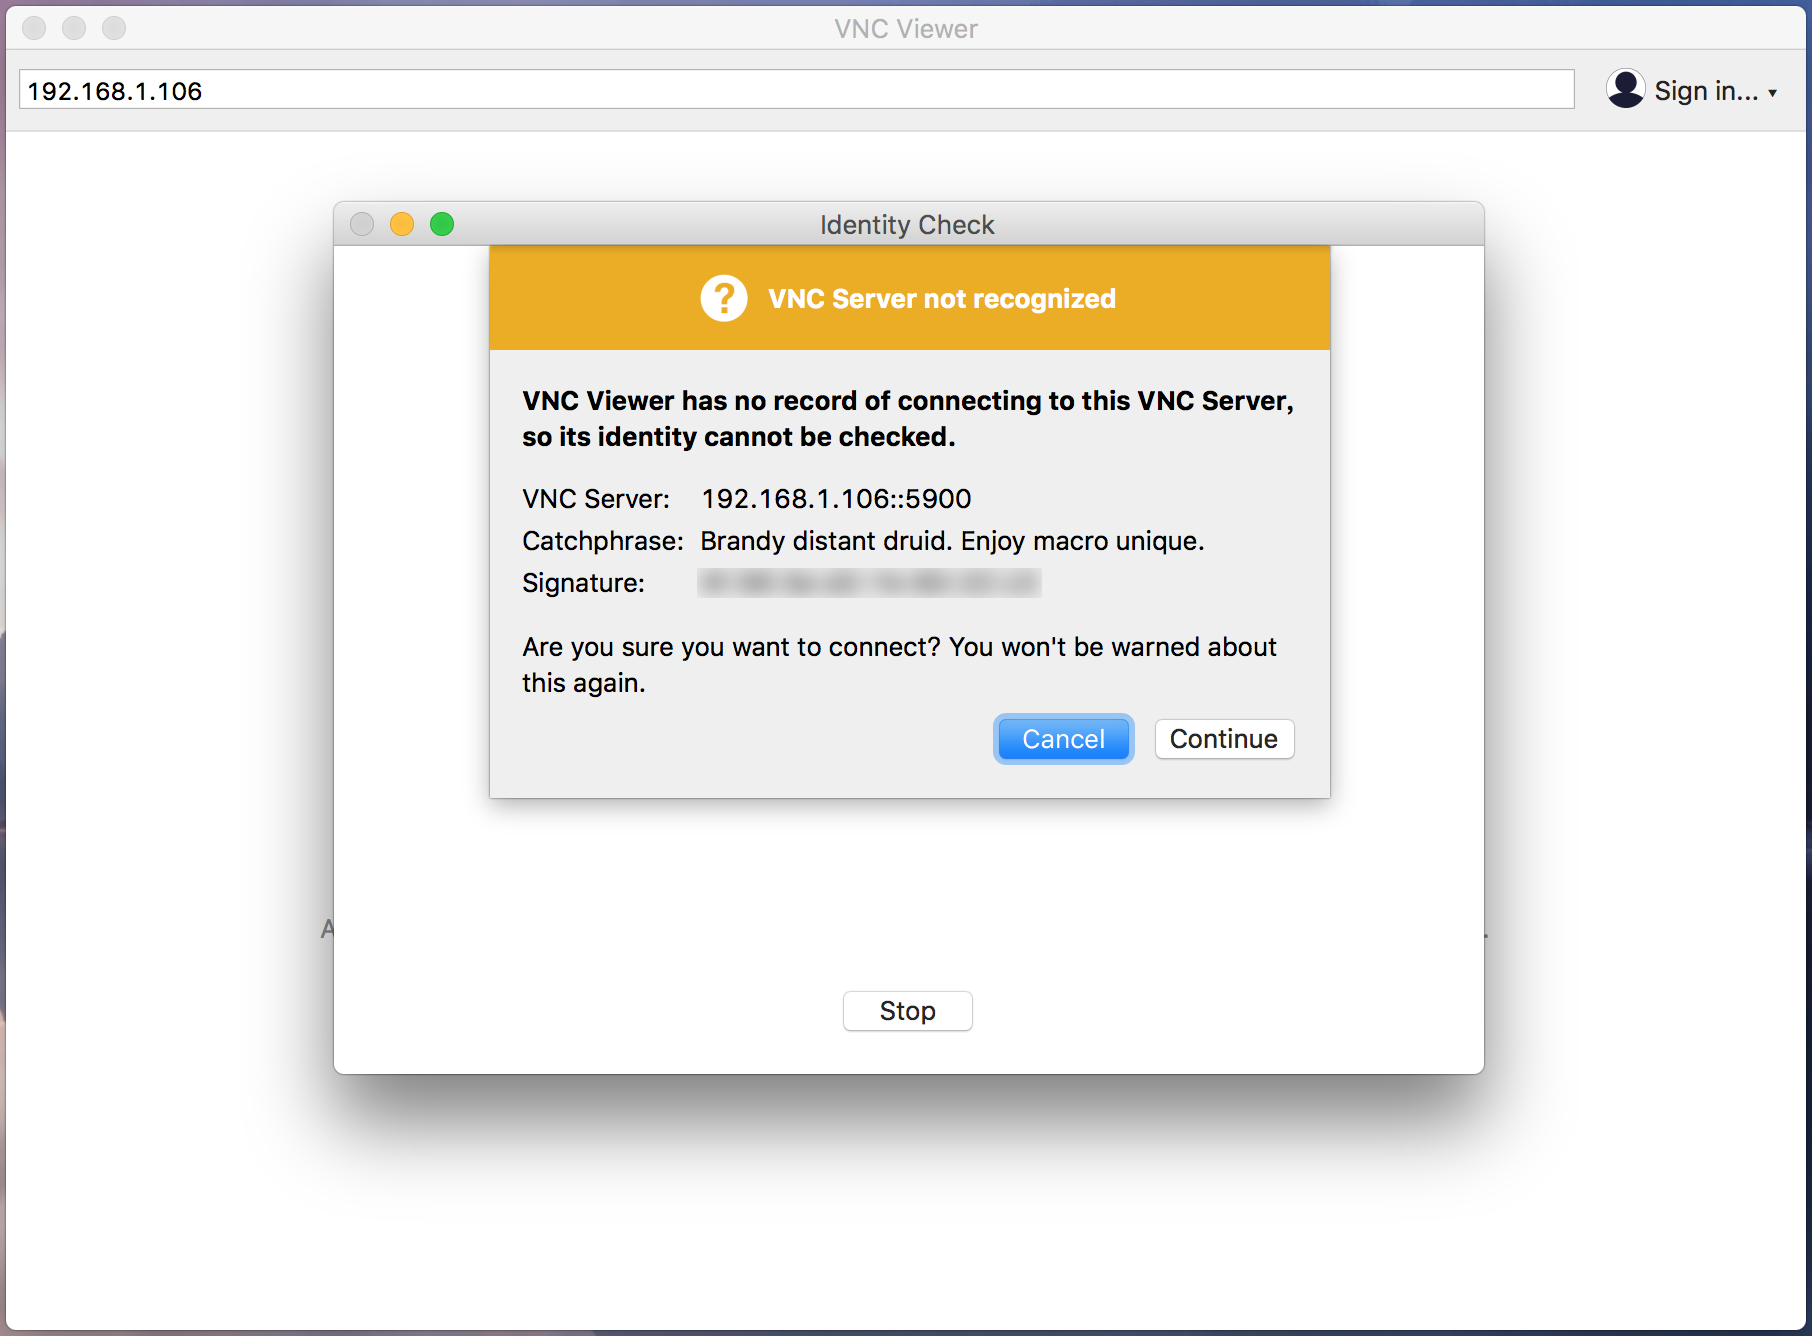 VNC Viewer
192.168.1.106
Sign in...
Identity Check
VNC Server not recognized
VNC Viewer has no record of connecting to this VNC Server,
so its identity cannot be checked.
VNC Server: 192.168.1.106::5900
Catchphrase: Brandy distant druid. Enjoy macro unique.
Signature:
Are you sure you want to connect? You won't be warned about
this again.
Cancel Continue
Stop